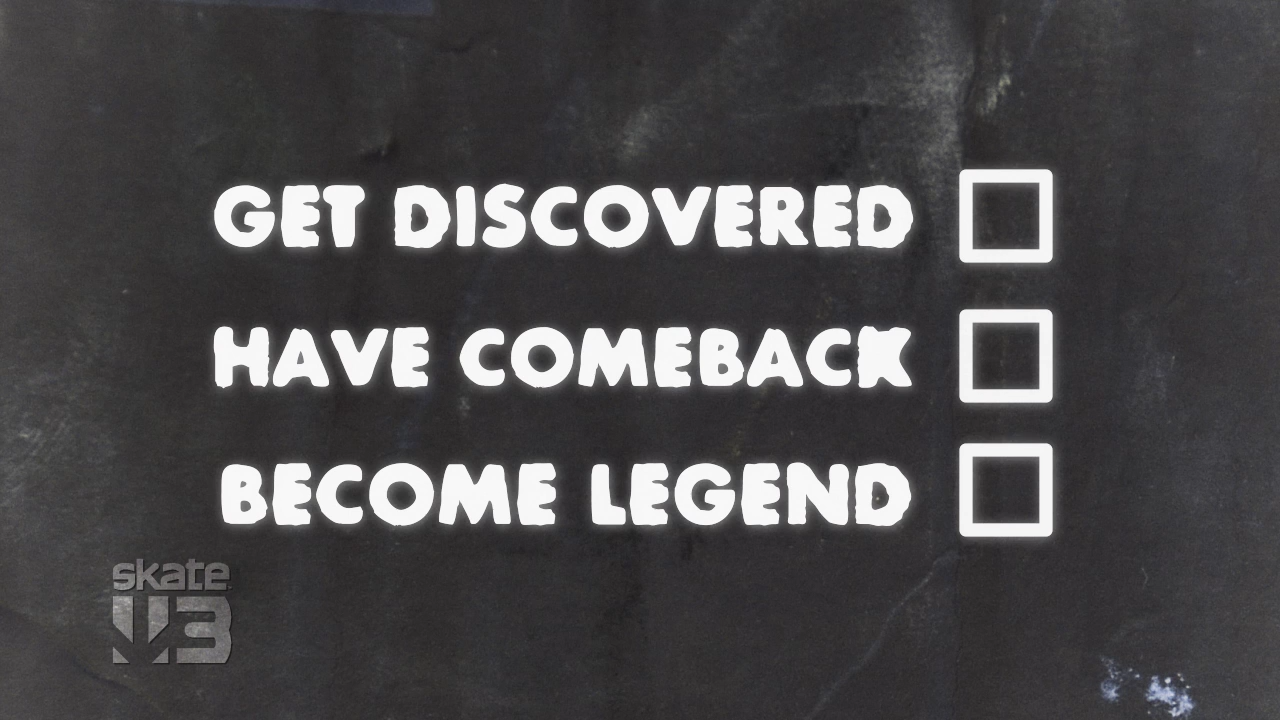 GET DISCOVERED
HAVE COMEBACK
BECOME LEGEND
skate
3